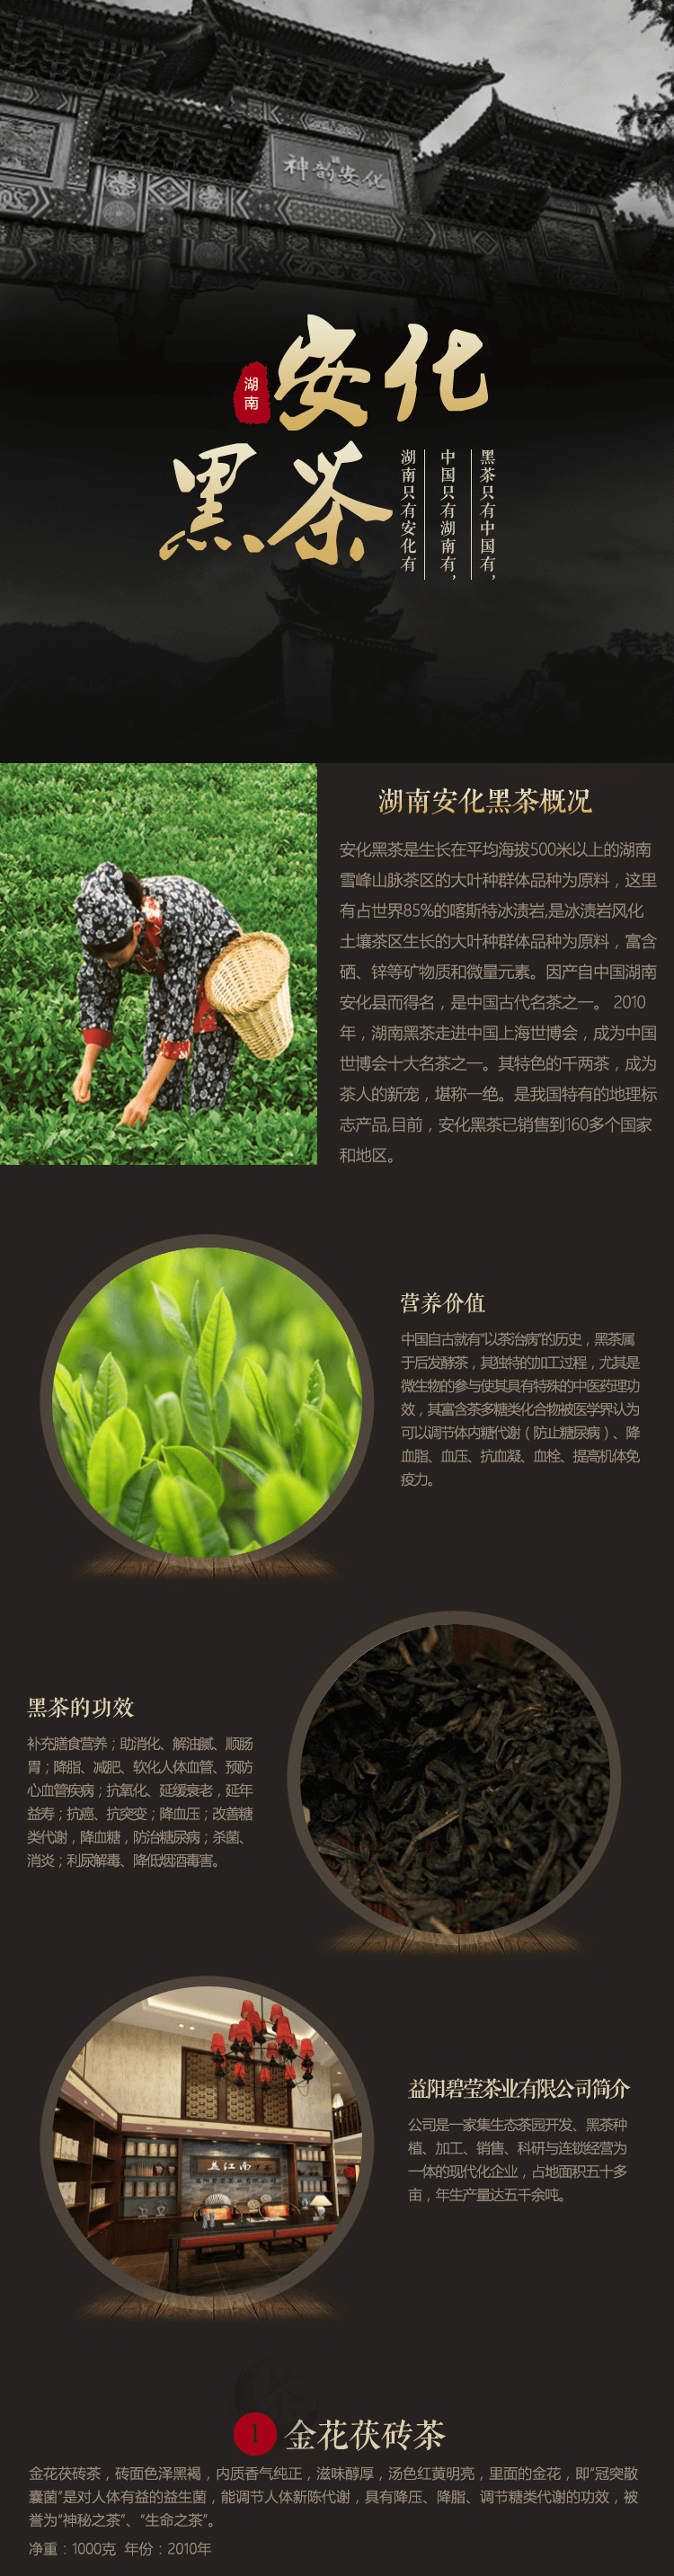 神韵安化
湖南
安化
黑茶
黑茶只有中国有，
中国只有湖南有，
湖南只有安化有
湖南安化黑茶概况
安化黑茶是生长在平均海拔500米以上的湖南
雪峰山脉茶区的大叶种群体品种为原料，这里
有占世界85%的喀斯特冰渍岩,是冰渍岩风化
土壤茶区生长的大叶种群体品种为原料，富含
硒、锌等矿物质和微量元素。因产自中国湖南
安化县而得名，是中国古代名茶之一。 2010
年，湖南黑茶走进中国上海世博会，成为中国
世博会十大名茶之一。其特色的千两茶，成为
茶人的新宠，堪称一绝。是我国特有的地理标
志产品,目前，安化黑茶已销售到160多个国家
和地区。
营养价值
中国自古就有“以茶治病”的历史，黑茶属
于后发酵茶，其独特的加工过程，尤其是
微生物的参与使其具有特殊的中医药理功
效，其富含茶多糖类化合物被医学界认为
可以调节体内糖代谢（防止糖尿病）、降
血脂、血压、抗血凝、血栓、提高机体免
疫力。
黑茶的功效
补充膳食营养；助消化、解油腻、顺肠
胃；降脂、减肥、软化人体血管、预防
心血管疾病；抗氧化、延缓衰老，延年
益寿；抗癌、抗突变；降血压；改善糖
类代谢，降血糖，防治糖尿病；杀菌、
消炎；利尿解毒、降低烟酒毒害。
益阳碧莹茶业有限公司简介
公司是一家集生态茶园开发、黑茶种
植、加工、销售、科研与连锁经营为
一体的现代化企业，占地面积五十多
亩，年生产量达五千余吨。
茶
1 金花茯砖茶
金花茯砖茶，砖面色泽黑褐，内质香气纯正，滋味醇厚，汤色红黄明亮，里面的金花，即“冠突散
囊菌”是对人体有益的益生菌，能调节人体新陈代谢，具有降压、降脂、调节糖类代谢的功效，被
誉为“神秘之茶”、“生命之茶”。
净重：1000克 年份：2010年